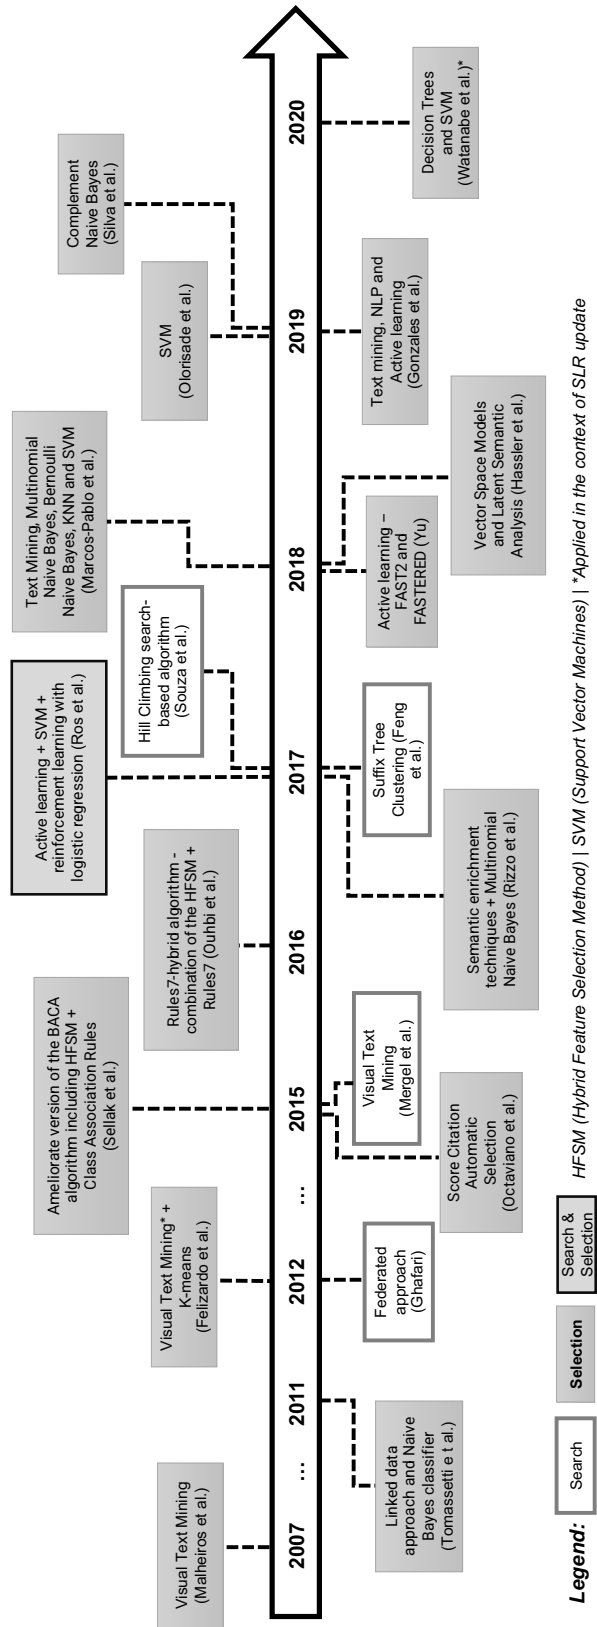 Visual Text Mining
(Malheiros et al.)
Visual Text Mining* +
K-means
(Felizardo et al.)
Ameliorate version of the BACA
algorithm including HFSM +
Class Association Rules
(Sellak et al.)
Rules7-hybrid algorithm -
combination of the HFSM +
Rules7 (Ouhbi et al.)
Active learning + SVM +
reinforcement learning with
logistic regression (Ros et al.)
Hill Climbing search-
based algorithm
(Souza et al.)
Text Mining, Multinomial
Naive Bayes, Bernoulli
Naive Bayes, KNN and SVM
(Marcos-Pablo et al.)
SVM
(Olorisade et al.)
Complement
Naive Bayes
(Silva et al.)
2007 ... 2011 2012 ... 2015 2016 2017 2018 2019 2020
Linked data
approach and Naive
Bayes classifier
(Tomassetti e t al.)
Federated
approach
(Ghafari)
Score Citation
Automatic
Selection
(Octaviano et al.)
Visual Text
Mining
(Mergel et al.)
Semantic enrichment
techniques + Multinomial
Naive Bayes (Rizzo et al.)
Suffix Tree
Clustering (Feng
et al.)
Active learning –
FAST2 and
FASTERED (Yu)
Vector Space Models
and Latent Semantic
Analysis (Hassler et al.)
Text mining, NLP and
Active learning
(Gonzales et al.)
Decision Trees
and SVM
(Watanabe et al.)*
Legend:
Search
Selection
Search &
Selection
HFSM (Hybrid Feature Selection Method) | SVM (Support Vector Machines) | *Applied in the context of SLR update